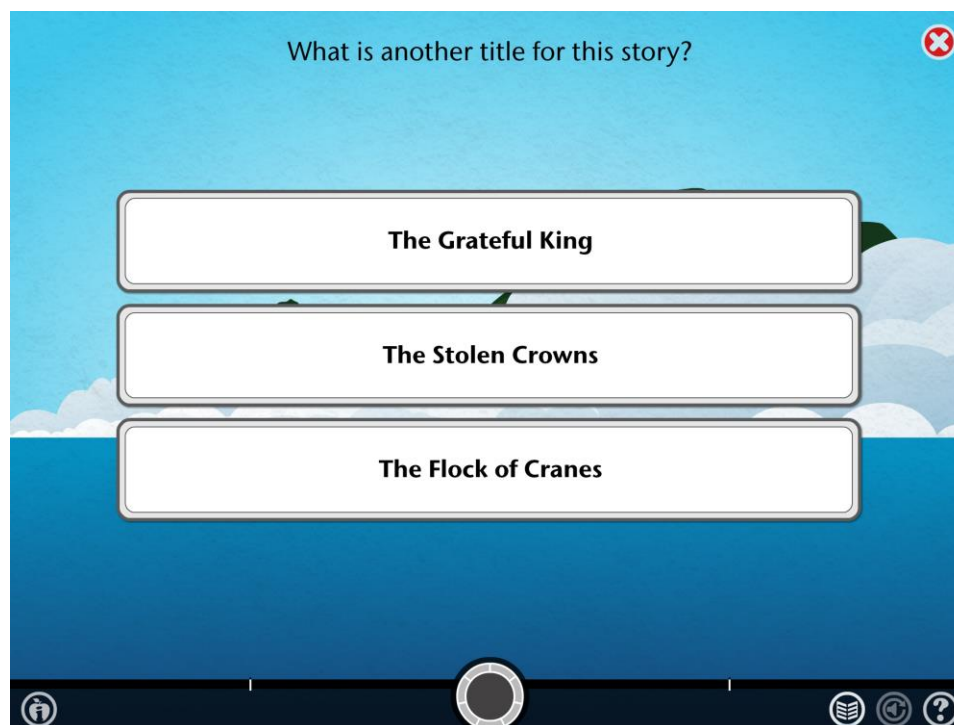 What is another title for this story?
The Grateful King
The Stolen Crowns
The Flock of Cranes
?